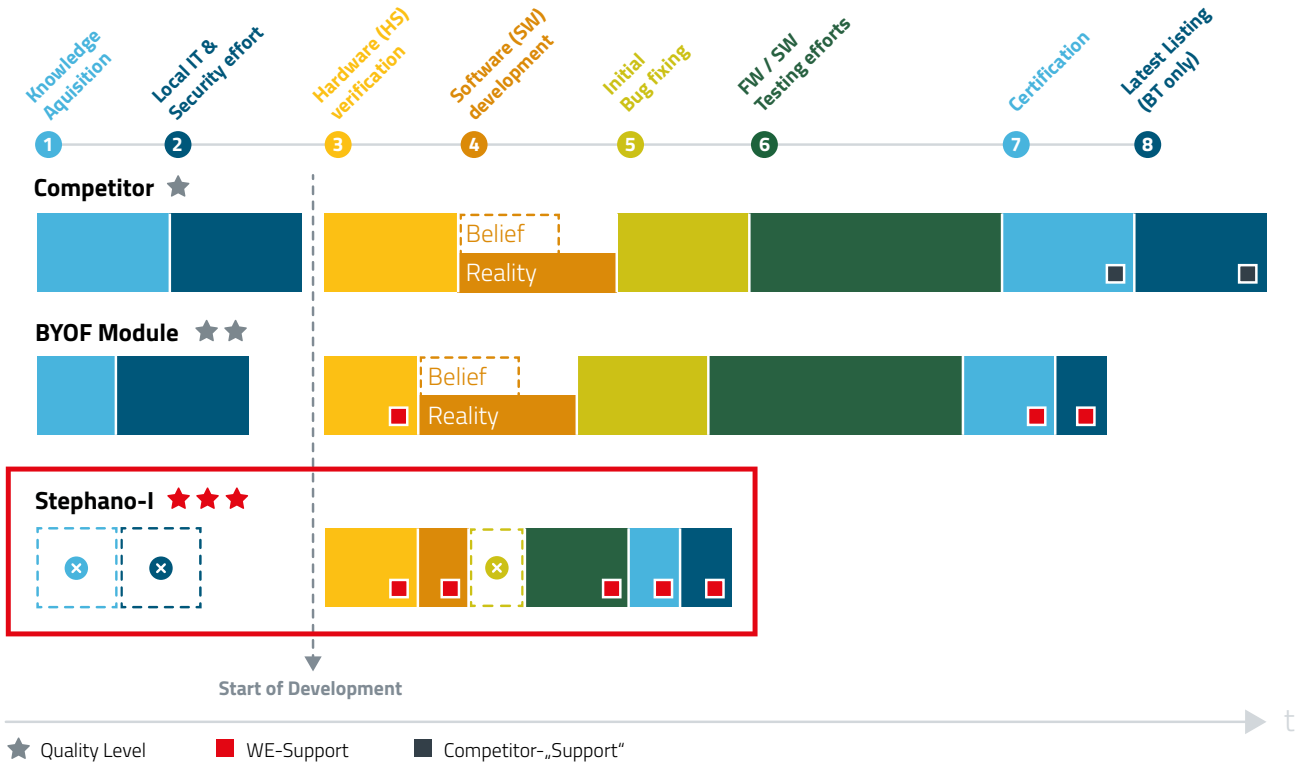 Knowledge
Aquisition
Local IT &
Security effort
Hardware (HS)
verification
Software (SW)
development
Initial
Bug fixing
FW / SW
Testing efforts
Certification
Latest Listing
(BT only)
1 2 3 4 5 6 7 8
Competitor
Belief
Reality
BYOF Module
Belief
Reality
Stephano-I
Start of Development
t
Quality Level WE-Support Competitor-„Support“